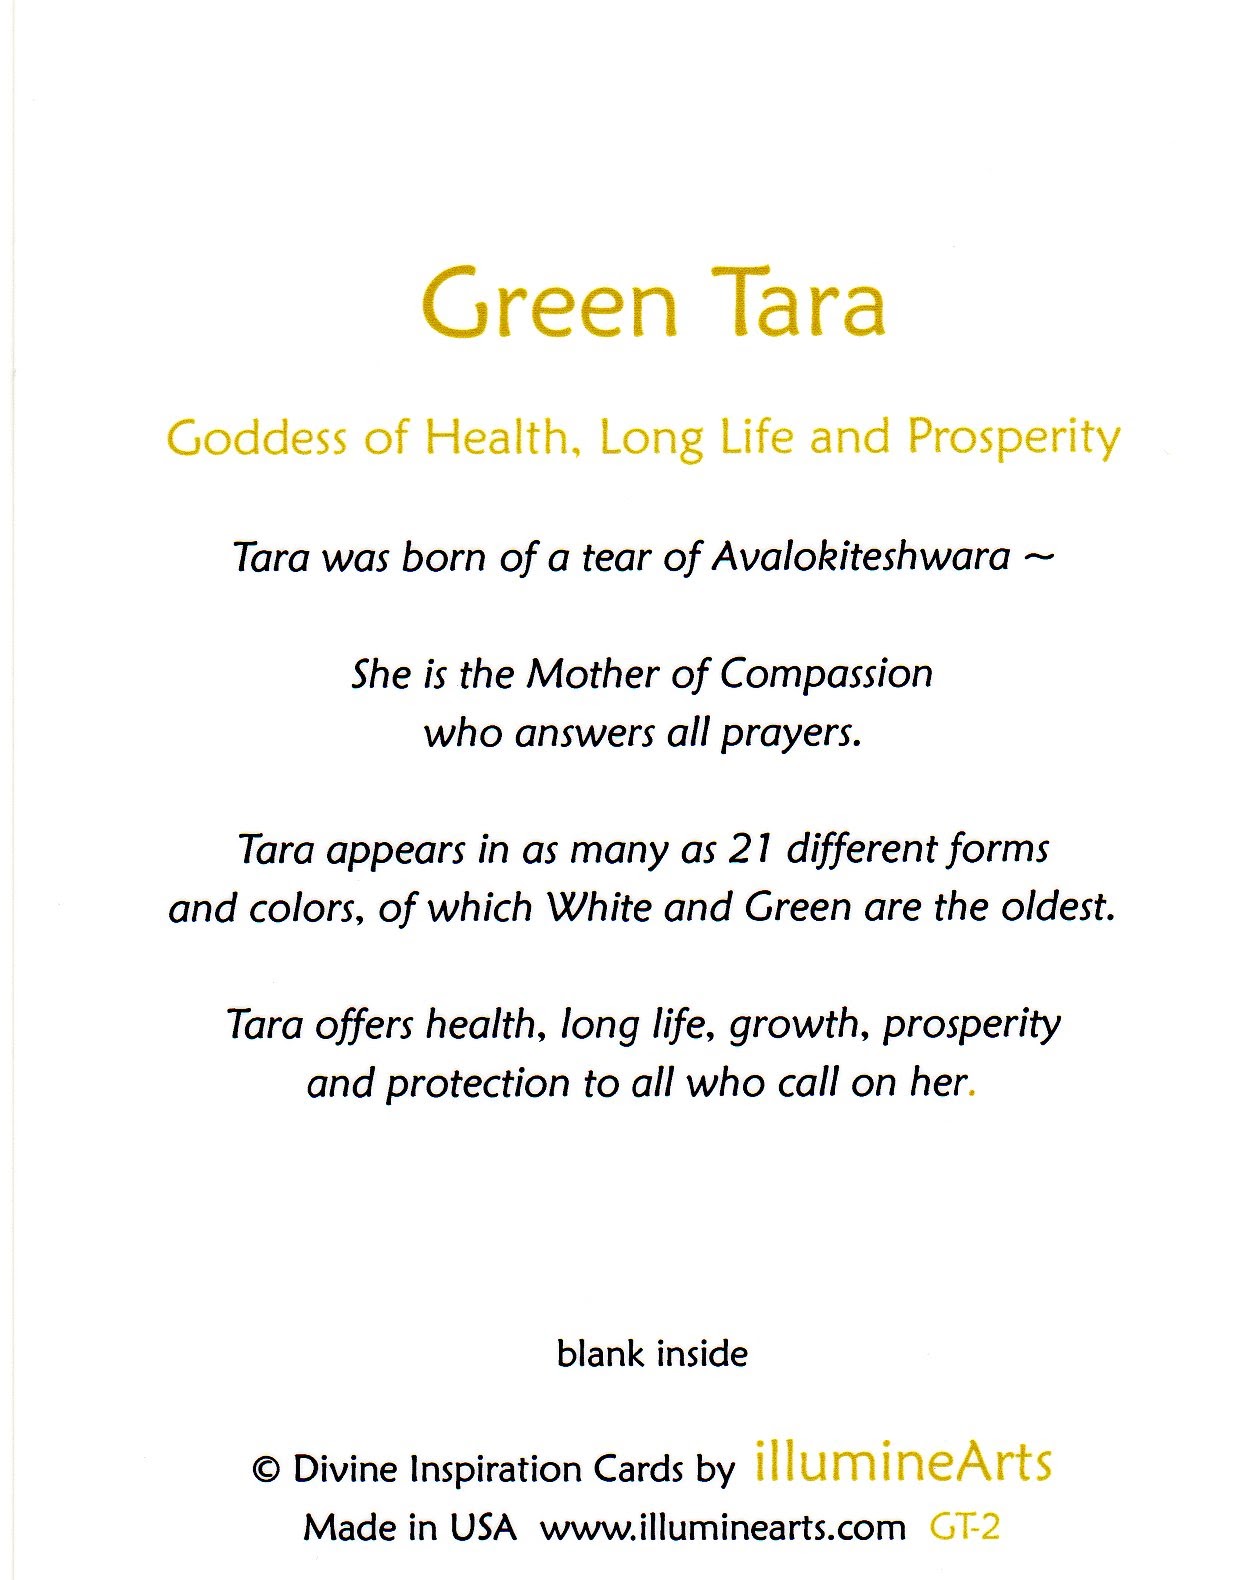 Green Tara
Goddess of Health, Long Life and Prosperity
Tara was born of a tear of Avalokiteshwara ~
She is the Mother of Compassion
who answers all prayers.
Tara appears in as many as 21 different forms
and colors, of which White and Green are the oldest.
Tara offers health, long life, growth, prosperity
and protection to all who call on her.
blank inside
© Divine Inspiration Cards by illumineArts
Made in USA www.illuminearts.com GT-2